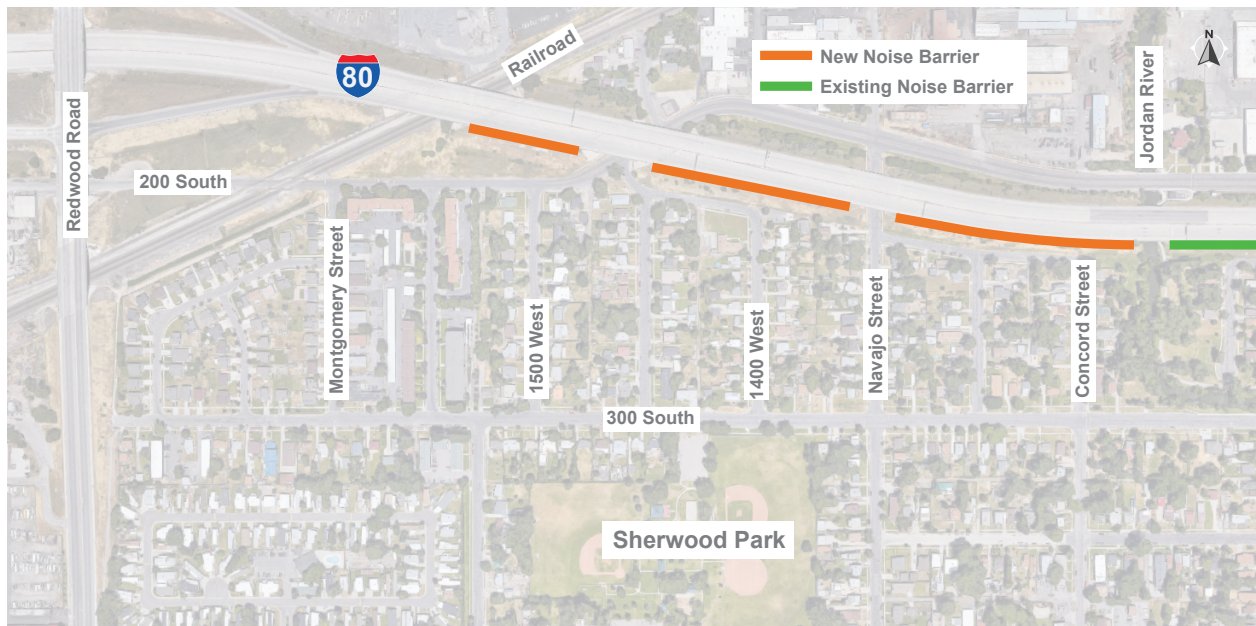 N
New Noise Barrier
Existing Noise Barrier
80
Railroad
Jordan River
Redwood Road
200 South
Montgomery Street
1500 West
1400 West
Navajo Street
Concord Street
300 South
Sherwood Park